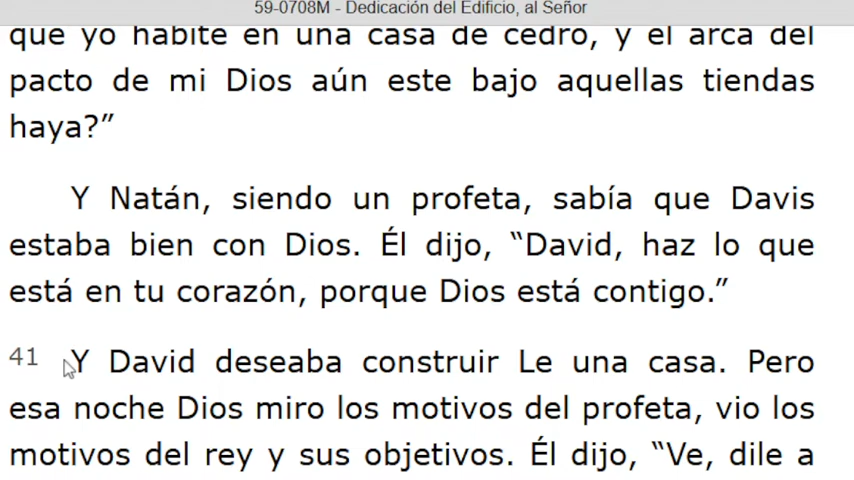 59-0708M - Dedicación del Edificio, al Señor
que yo habite en una casa de cedro, y el arca del
pacto de mi Dios aún este bajo aquellas tiendas
haya?”
Y Natán, siendo un profeta, sabía que Davis
estaba bien con Dios. Él dijo, “David, haz lo que
está en tu corazón, porque Dios está contigo.”
41 Y David deseaba construir Le una casa. Pero
esa noche Dios miro los motivos del profeta, vio los
motivos del rey y sus objetivos. Él dijo, “Ve, dile a